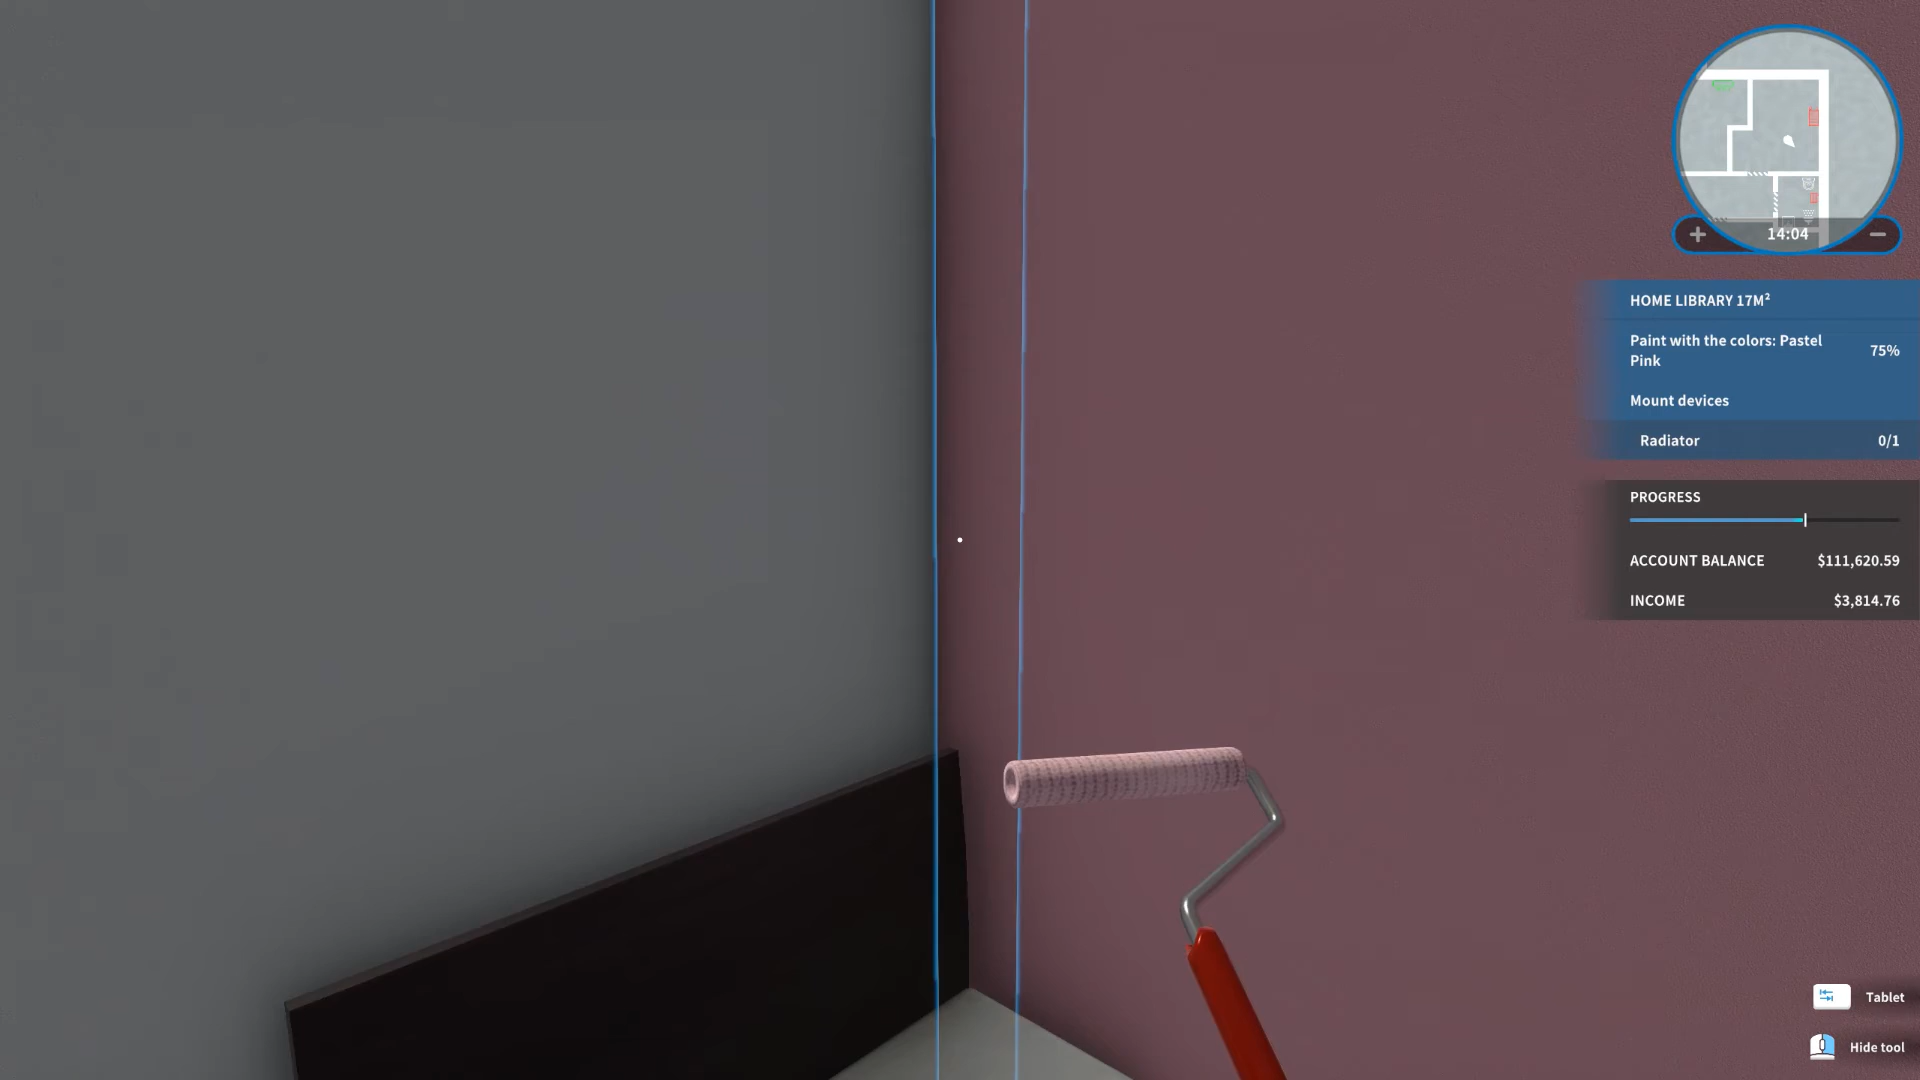 14:04
HOME LIBRARY 17M²
Paint with the colors: Pastel
Pink
75%
Mount devices
Radiator 0/1
PROGRESS
ACCOUNT BALANCE $111,620.59
INCOME $3,814.76
Tablet
Hide tool